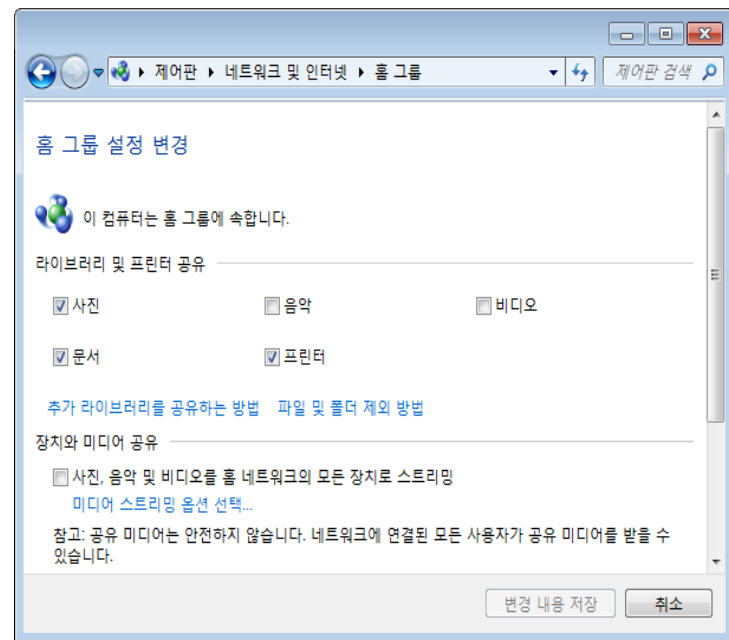 제어판 ▸ 네트워크 및 인터넷 ▸ 홈 그룹 제어판 검색
홈 그룹 설정 변경
이 컴퓨터는 홈 그룹에 속합니다.
라이브러리 및 프린터 공유
사진 음악 비디오
문서 프린터
추가 라이브러리를 공유하는 방법 파일 및 폴더 제외 방법
장치와 미디어 공유
사진, 음악 및 비디오를 홈 네트워크의 모든 장치로 스트리밍
미디어 스트리밍 옵션 선택...
참고: 공유 미디어는 안전하지 않습니다. 네트워크에 연결된 모든 사용자가 공유 미디어를 받을 수
있습니다.
변경 내용 저장 취소